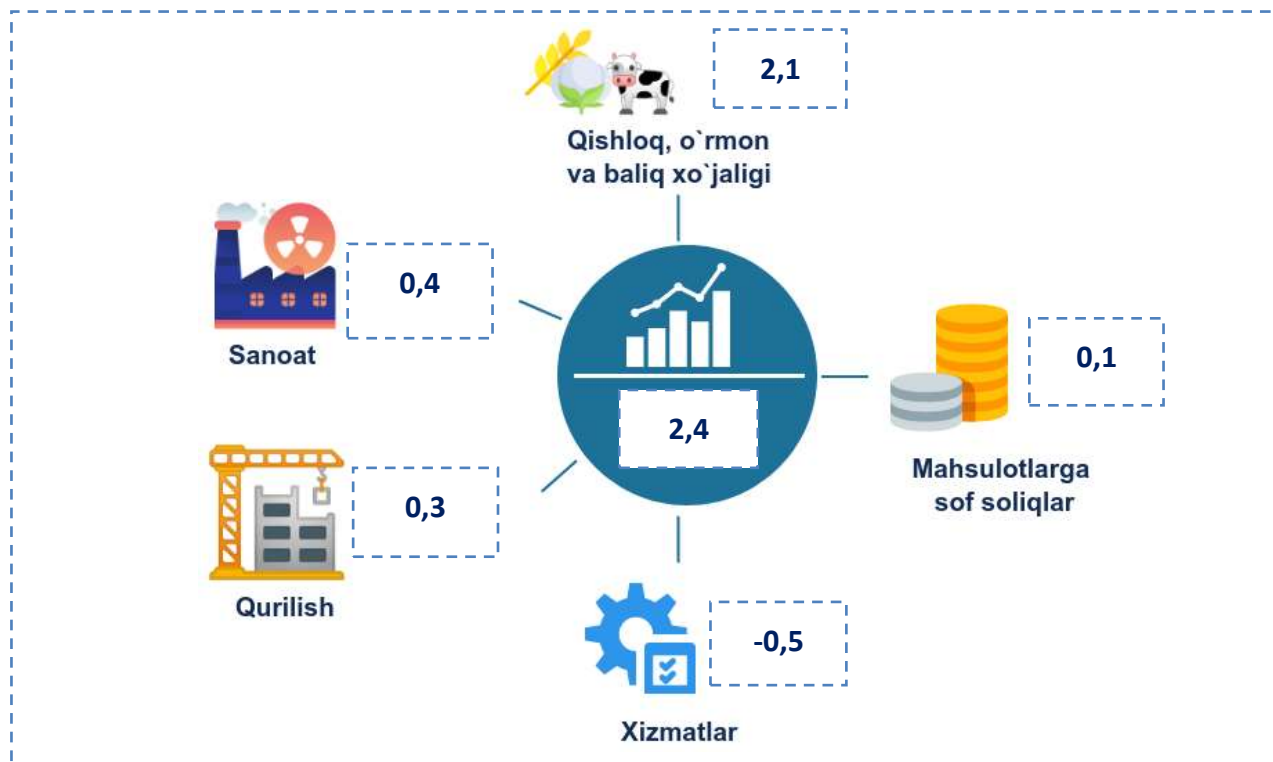 2,1
Qishloq, o`rmon
va baliq xo`jaligi
0,4
Sanoat
0,1
Mahsulotlarga
sof soliqlar
2,4
0,3
Qurilish
-0,5
Xizmatlar